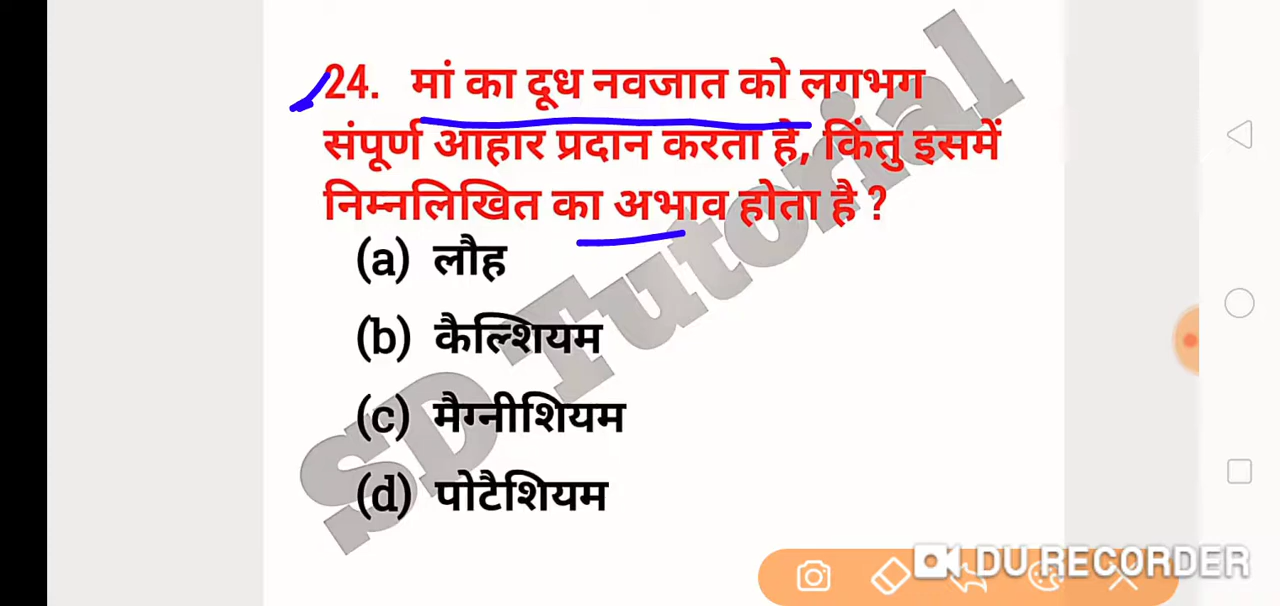 24. मां का दूध नवजात को लगभग
संपूर्ण आहार प्रदान करता है, किंतु इसमें
निम्नलिखित का अभाव होता है ?
(a) लौह
(b) कैल्शियम
(c) मैग्नीशियम
(d) पोटैशियम
SD Tutorial
DU RECORDER